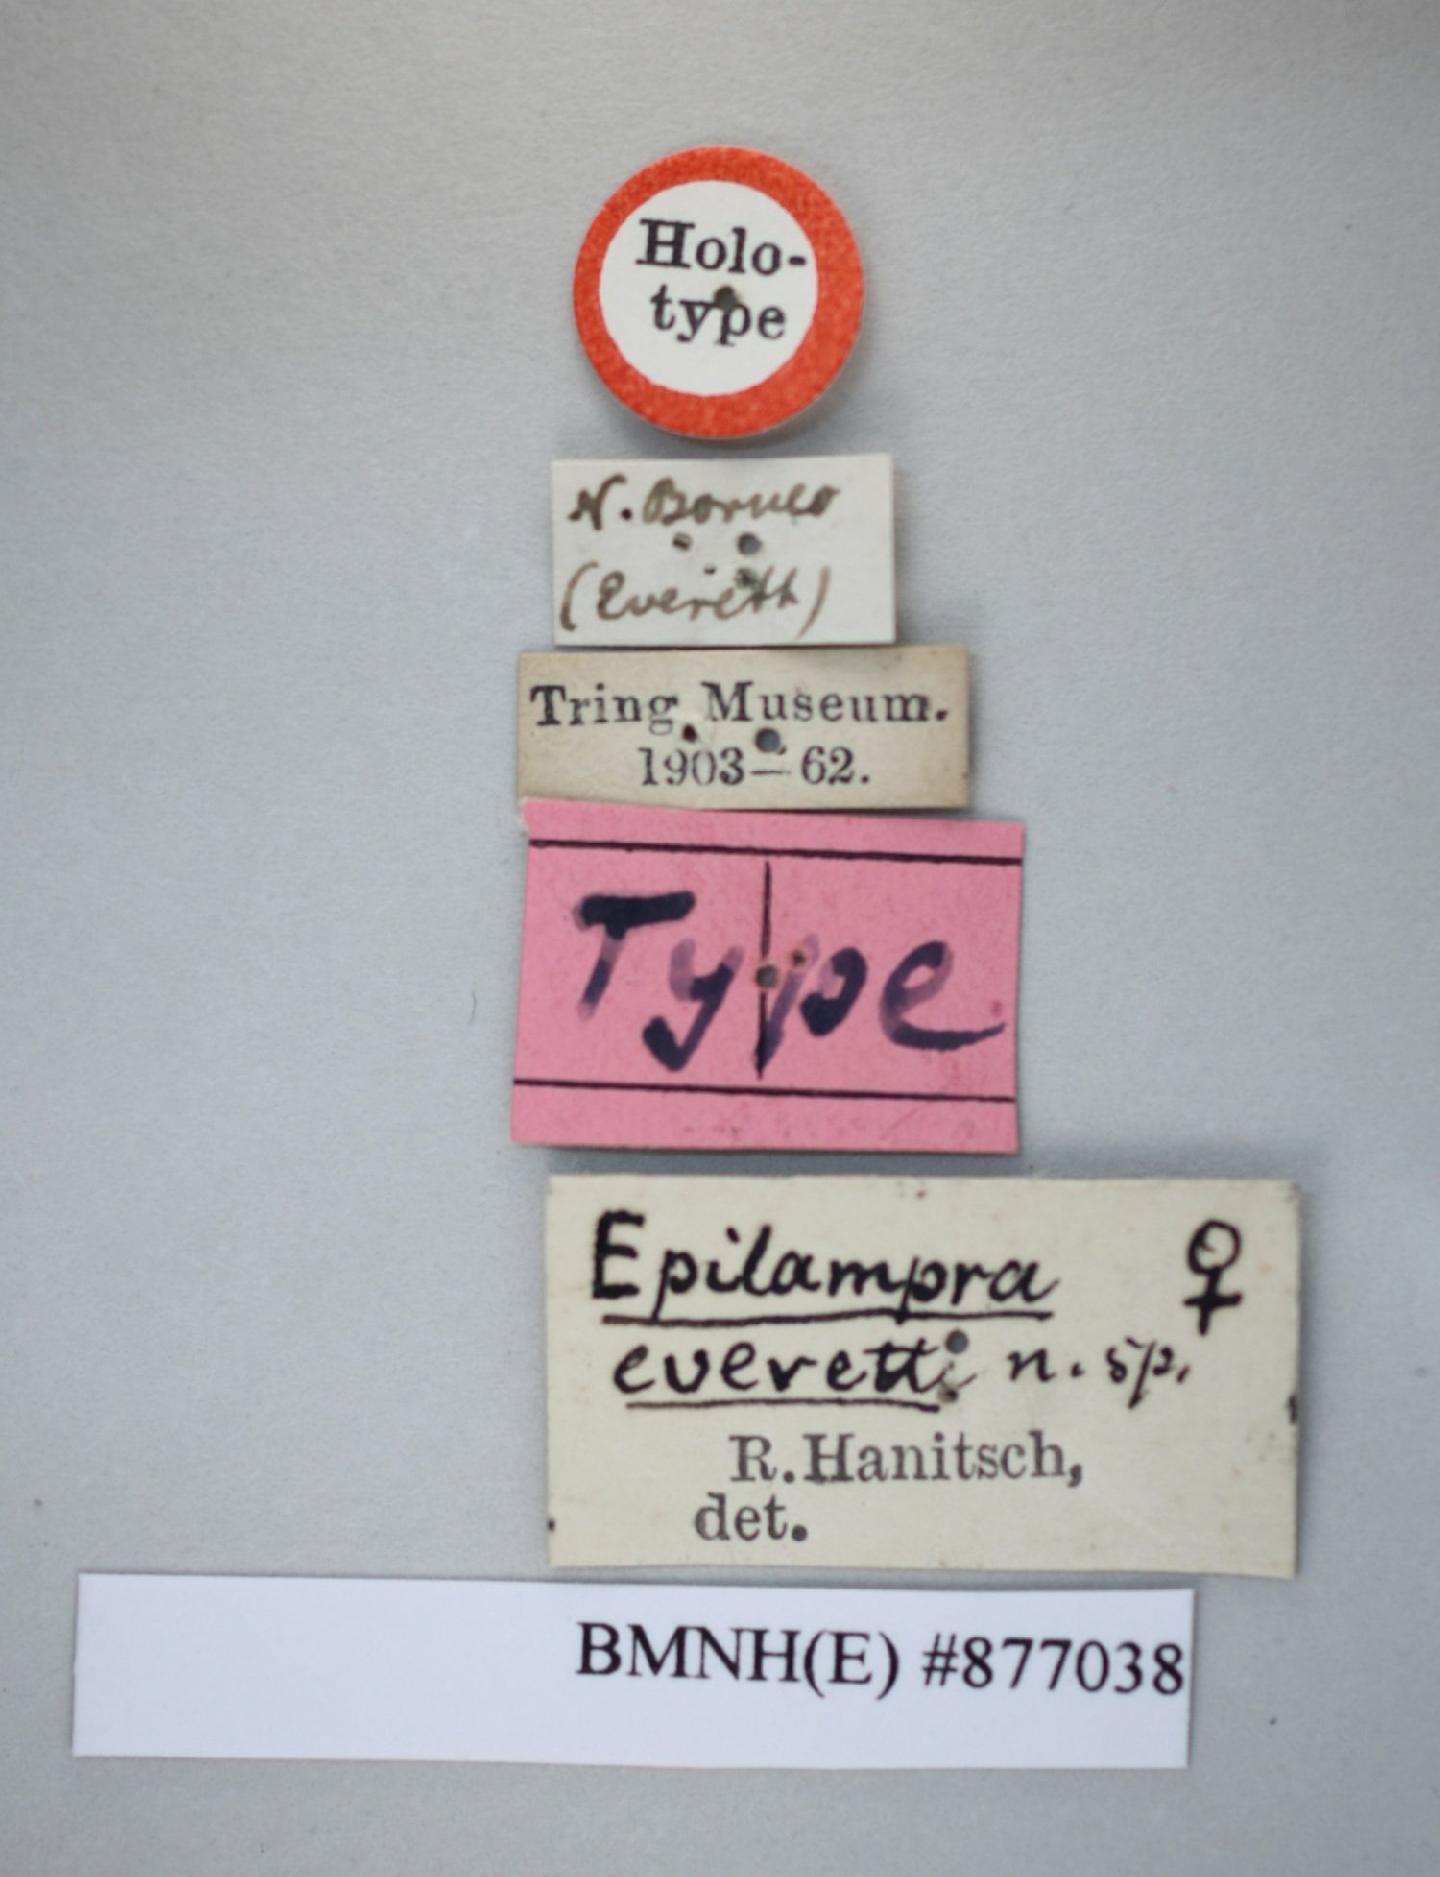 Holo-
type
N. Borneo
(Everett)
Tring Museum.
1903—62.
Type
Epilampra ♀
everetti n. sp.
R. Hanitsch,
det.
BMNH(E) #877038